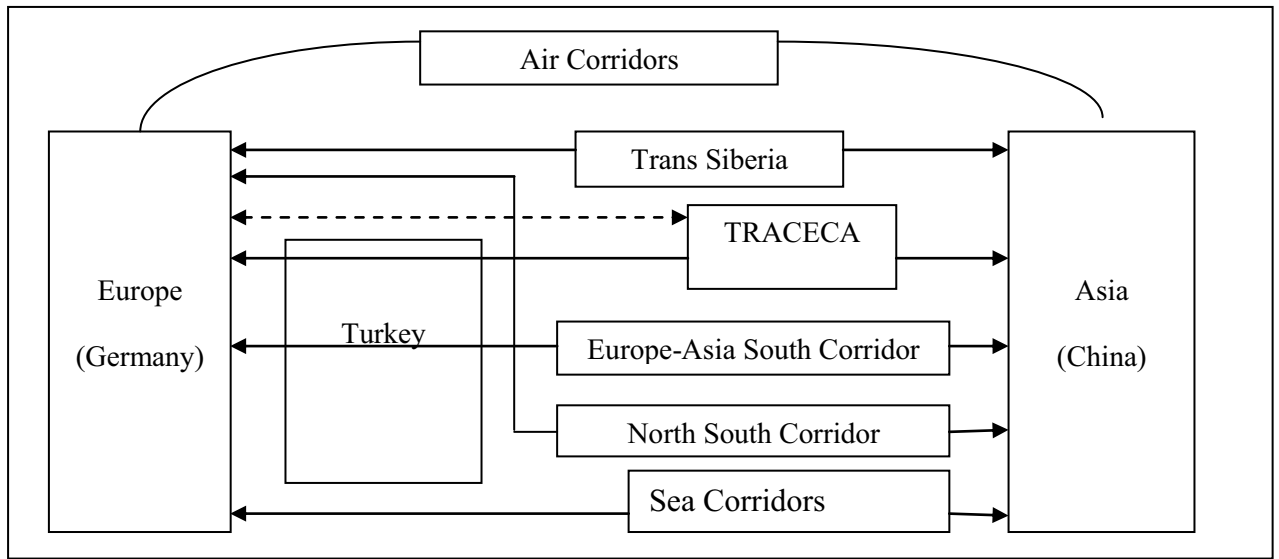 Air Corridors
Trans Siberia
TRACECA
Europe
(Germany)
Turkey
Asia
(China)
Europe-Asia South Corridor
North South Corridor
Sea Corridors